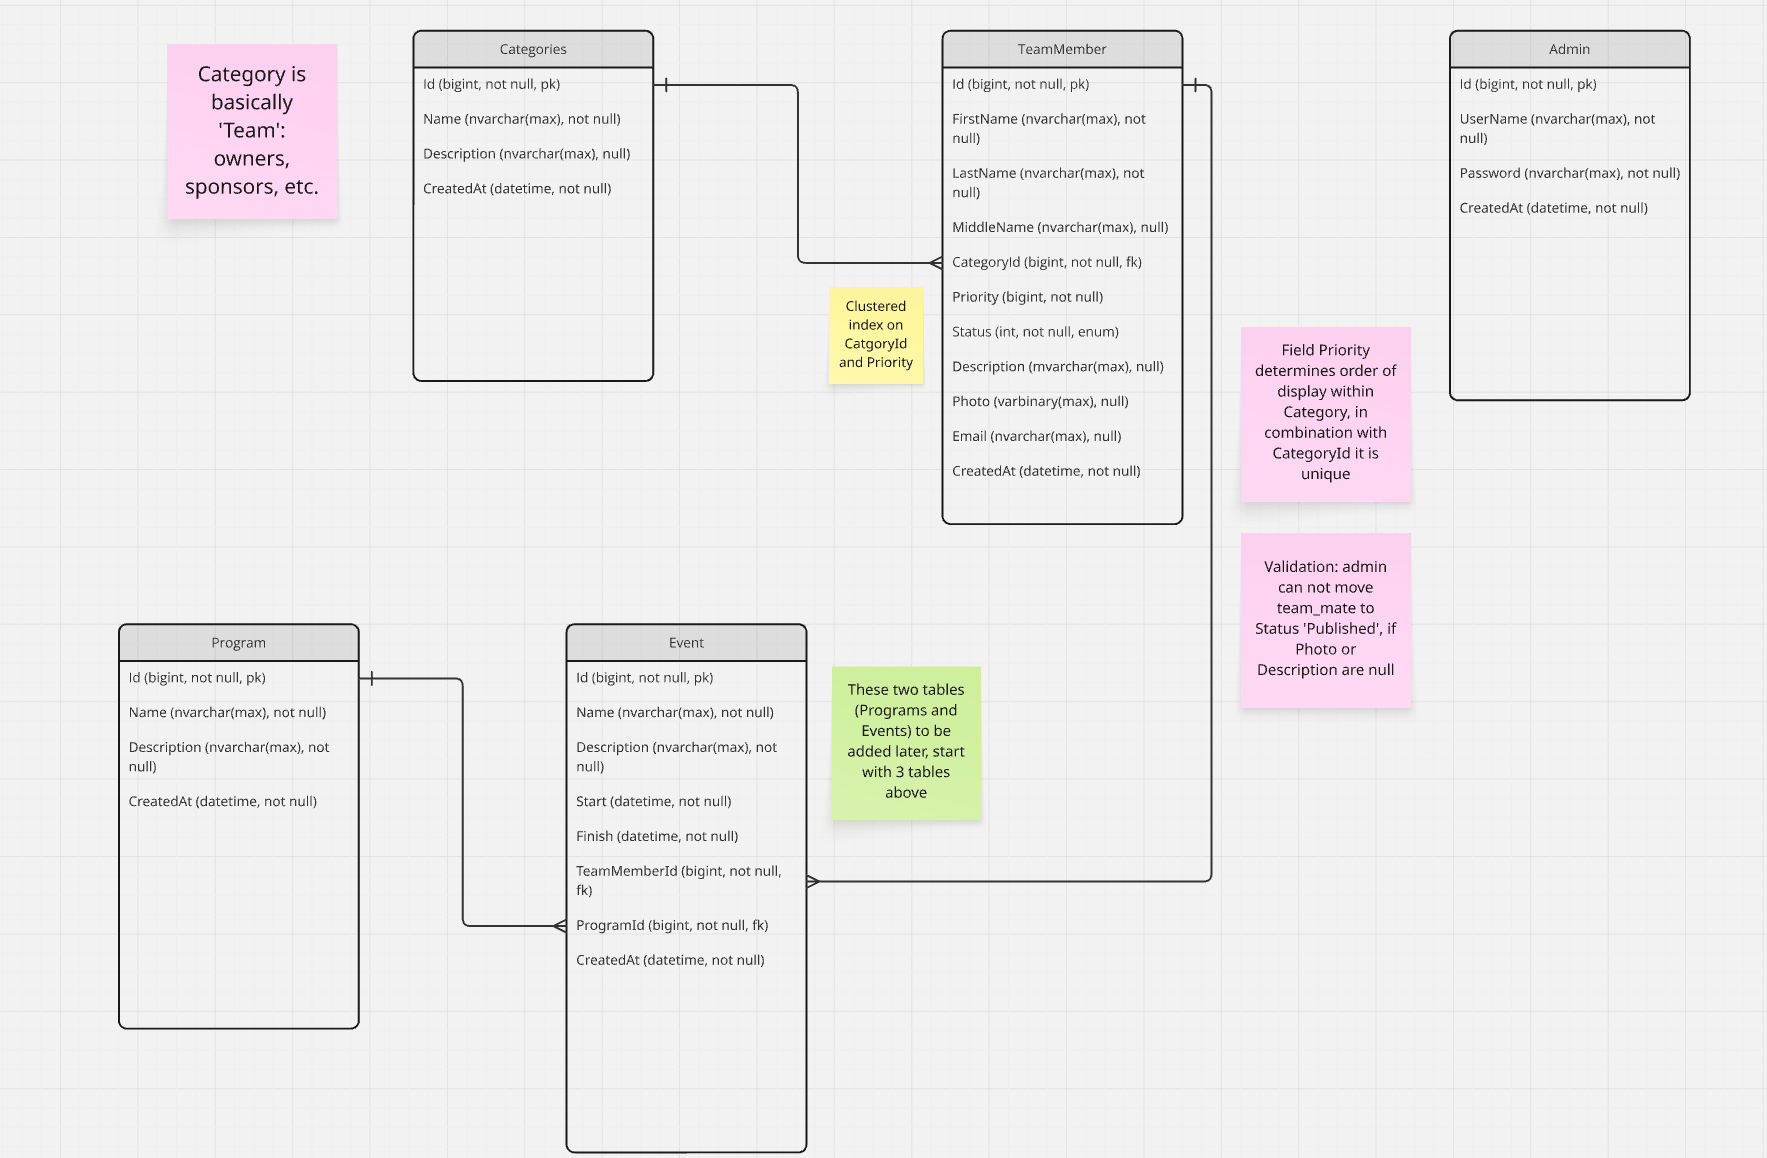 Category is
basically
'Team':
owners,
sponsors, etc.
Categories
Id (bigint, not null, pk)
Name (nvarchar(max), not null)
Description (nvarchar(max), null)
CreatedAt (datetime, not null)
TeamMember
Id (bigint, not null, pk)
FirstName (nvarchar(max), not
null)
LastName (nvarchar(max), not
null)
MiddleName (nvarchar(max), null)
CategoryId (bigint, not null, fk)
Priority (bigint, not null)
Status (int, not null, enum)
Description (mvarchar(max), null)
Photo (varbinary(max), null)
Email (nvarchar(max), null)
CreatedAt (datetime, not null)
Clustered
index on
CatgoryId
and Priority
Admin
Id (bigint, not null, pk)
UserName (nvarchar(max), not
null)
Password (nvarchar(max), not null)
CreatedAt (datetime, not null)
Field Priority
determines order of
display within
Category, in
combination with
CategoryId it is
unique
Validation: admin
can not move
team_mate to
Status 'Published', if
Photo or
Description are null
Program
Id (bigint, not null, pk)
Name (nvarchar(max), not null)
Description (nvarchar(max), not
null)
CreatedAt (datetime, not null)
Event
Id (bigint, not null, pk)
Name (nvarchar(max), not null)
Description (nvarchar(max), not
null)
Start (datetime, not null)
Finish (datetime, not null)
TeamMemberId (bigint, not null,
fk)
ProgramId (bigint, not null, fk)
CreatedAt (datetime, not null)
These two tables
(Programs and
Events) to be
added later, start
with 3 tables
above